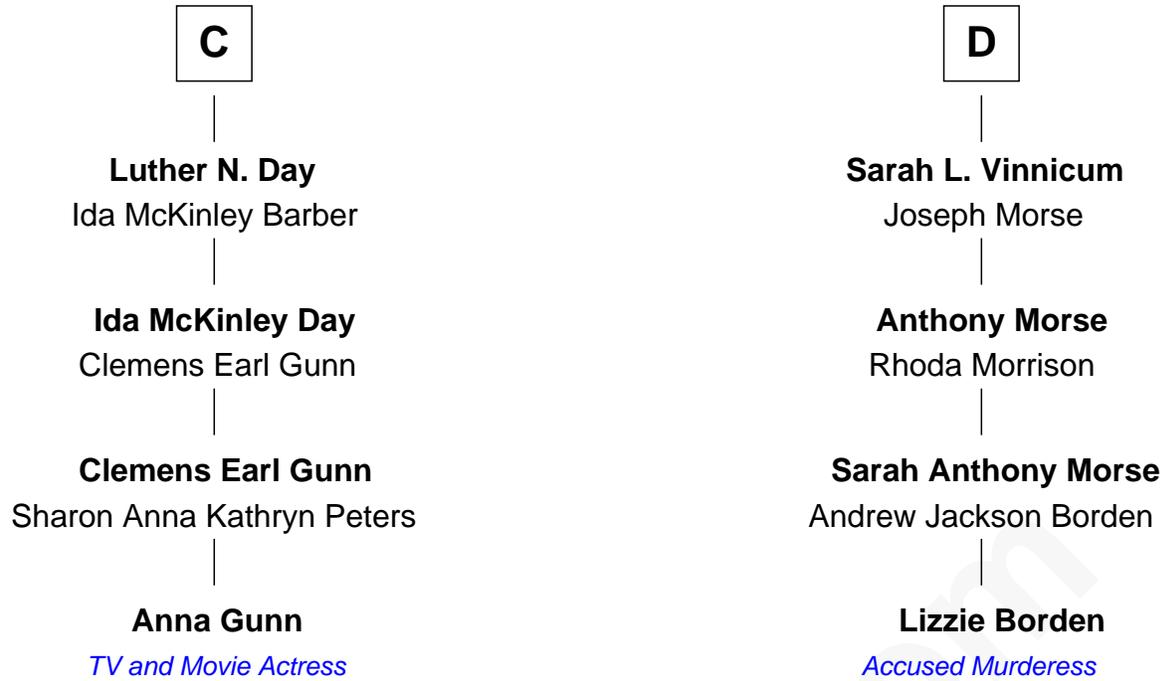 C
Luther N. Day
Ida McKinley Barber
Ida McKinley Day
Clemens Earl Gunn
Clemens Earl Gunn
Sharon Anna Kathryn Peters
Anna Gunn
TV and Movie Actress
D
Sarah L. Vinnicum
Joseph Morse
Anthony Morse
Rhoda Morrison
Sarah Anthony Morse
Andrew Jackson Borden
Lizzie Borden
Accused Murderess